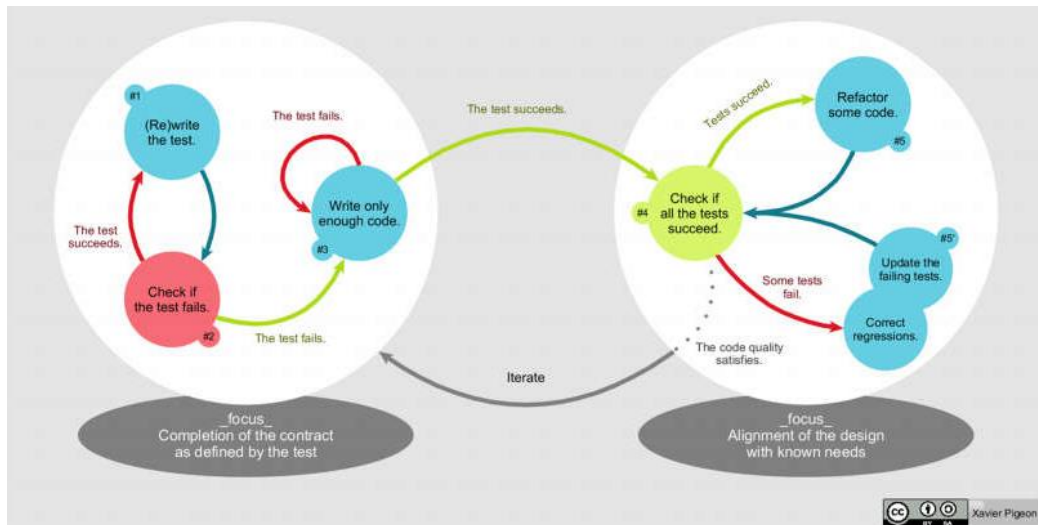 #1
(Re)write
the test.
The test
succeeds.
Check if
the test fails.
#2
The test fails.
The test fails.
Write only
enough code.
#3
The test succeeds.
#4
Check if
all the tests
succeed.
Tests succeed.
Refactor
some code.
#5
Some tests
fail.
#5'
Update the
failing tests.
Correct
regressions.
The code quality
satisfies.
Iterate
_focus_
Completion of the contract
as defined by the test
_focus_
Alignment of the design
with known needs
cc
BY SA
Xavier Pigeon